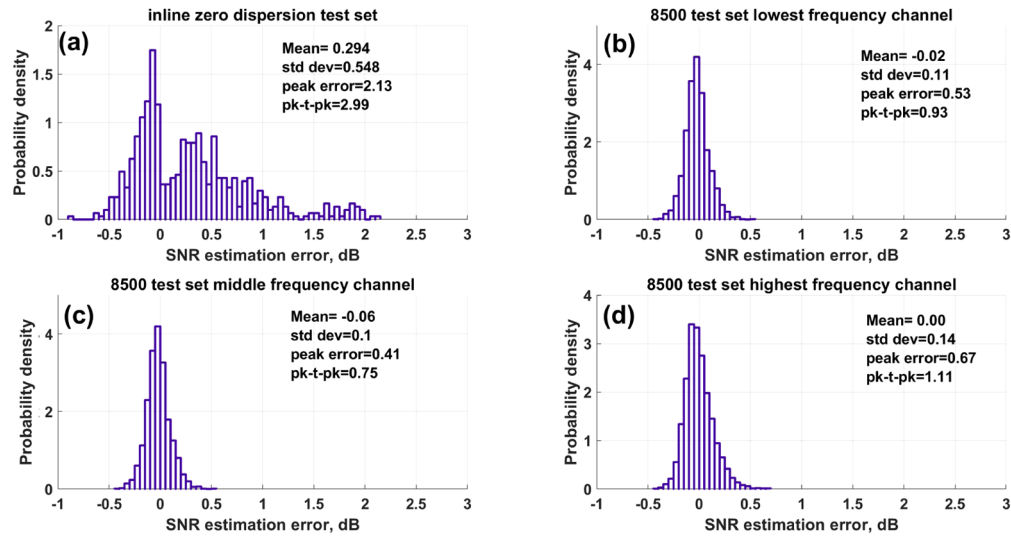 inline zero dispersion test set
(a)
Mean= 0.294
std dev=0.548
peak error=2.13
pk-t-pk=2.99
Probability density
2
1.5
1
0.5
0
-1 -0.5 0 0.5 1 1.5 2 2.5 3
SNR estimation error, dB
8500 test set lowest frequency channel
(b)
Mean= -0.02
std dev=0.11
peak error=0.53
pk-t-pk=0.93
Probability density
4
2
0
-1 -0.5 0 0.5 1 1.5 2 2.5 3
SNR estimation error, dB
8500 test set middle frequency channel
(c)
Mean= -0.06
std dev=0.1
peak error=0.41
pk-t-pk=0.75
Probability density
4
2
0
-1 -0.5 0 0.5 1 1.5 2 2.5 3
SNR estimation error, dB
8500 test set highest frequency channel
(d)
Mean= 0.00
std dev=0.14
peak error=0.67
pk-t-pk=1.11
Probability density
4
3
2
1
0
-1 -0.5 0 0.5 1 1.5 2 2.5 3
SNR estimation error, dB